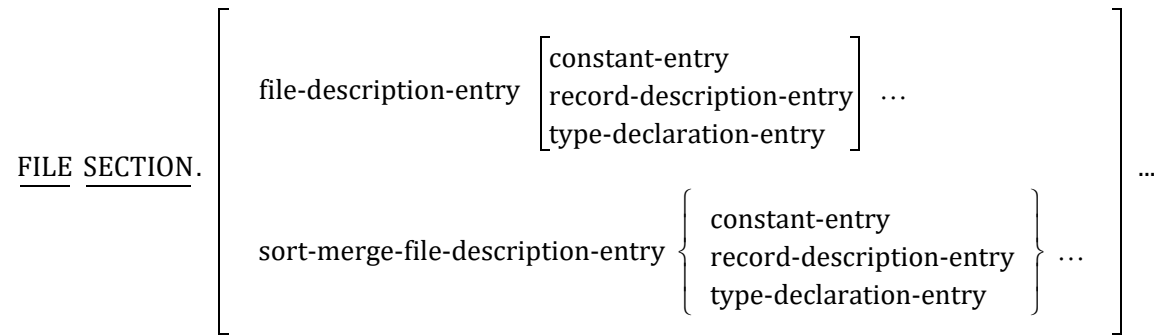 constant-entry
file-description-entry record-description-entry …
type-declaration-entry
FILE SECTION. …
constant-entry
sort-merge-file-description-entry record-description-entry …
type-declaration-entry